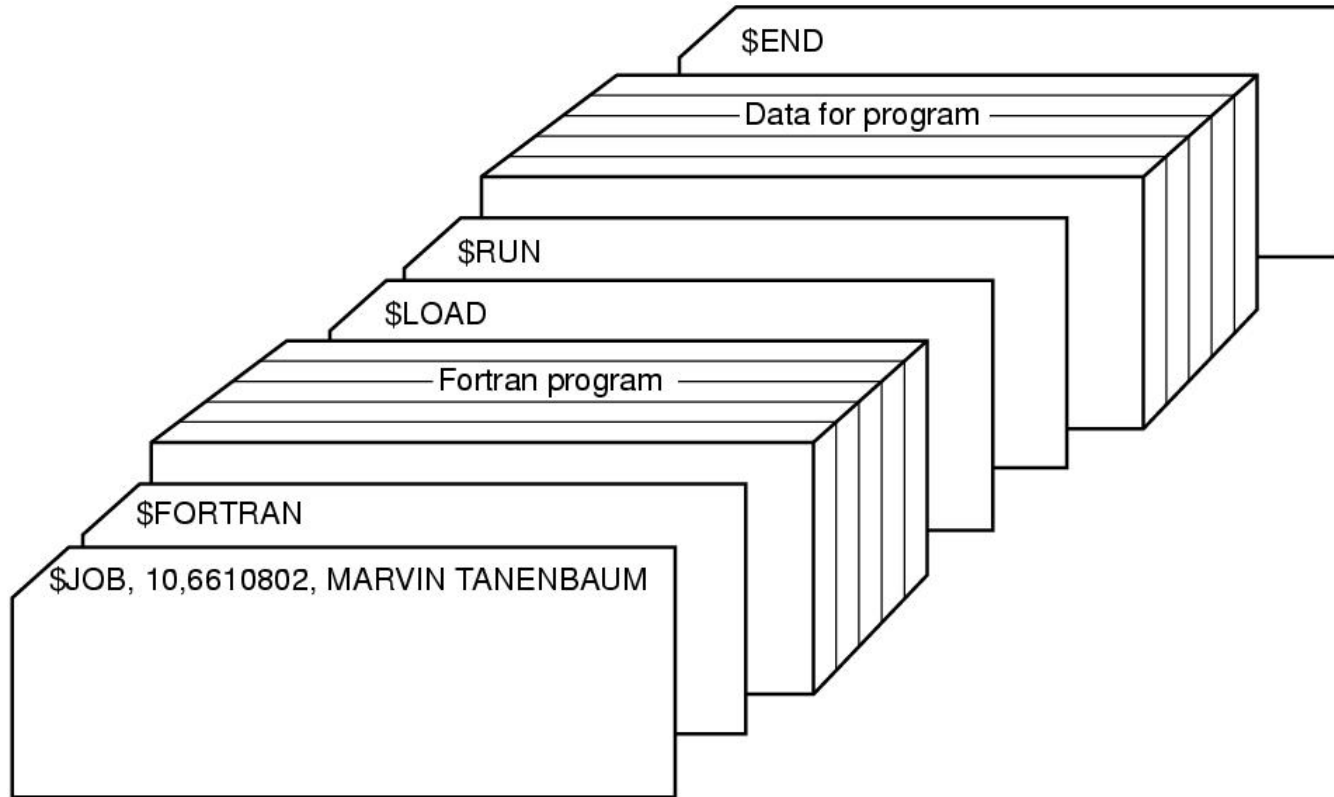 $END
Data for program
$RUN
$LOAD
Fortran program
$FORTRAN
$JOB, 10,6610802, MARVIN TANENBAUM